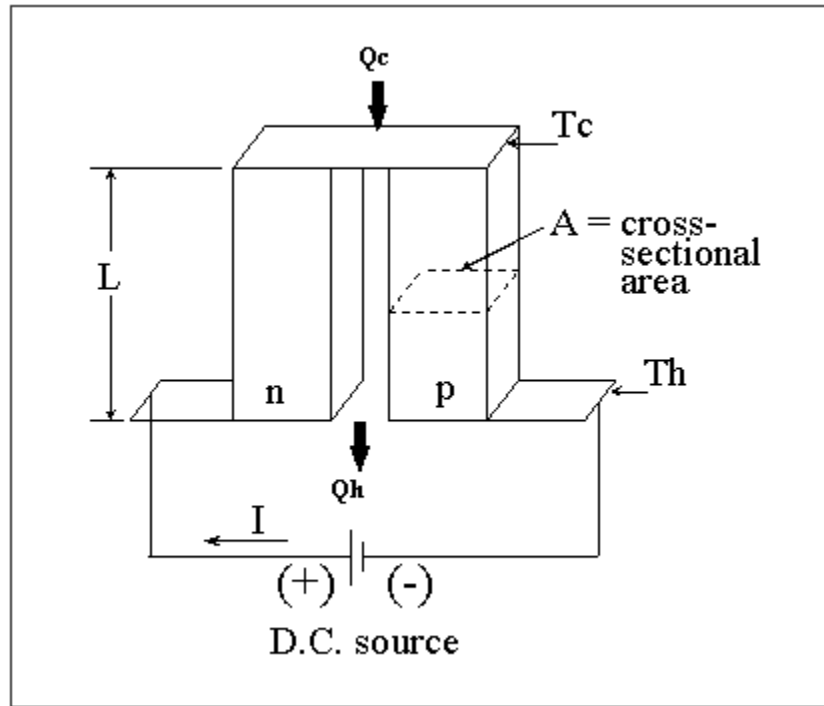 Qc
Tc
A = cross-
sectional
area
L
n
p
Th
Qh
I
(+)
(-)
D.C. source